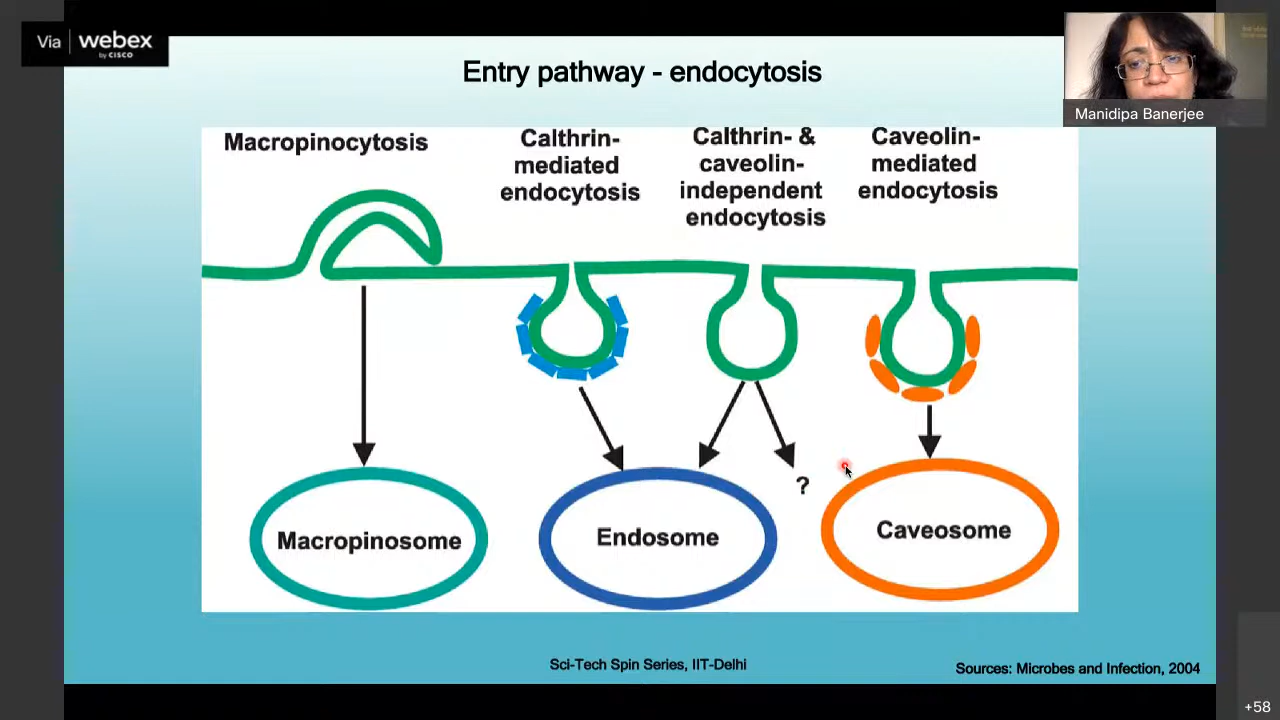 Via webex
by CISCO
Entry pathway - endocytosis
Manidipa Banerjee
Macropinocytosis
Calthrin-
mediated
endocytosis
Calthrin- &
caveolin-
independent
endocytosis
Caveolin-
mediated
endocytosis
?
Macropinosome
Endosome
Caveosome
Sci-Tech Spin Series, IIT-Delhi
Sources: Microbes and Infection, 2004
+58